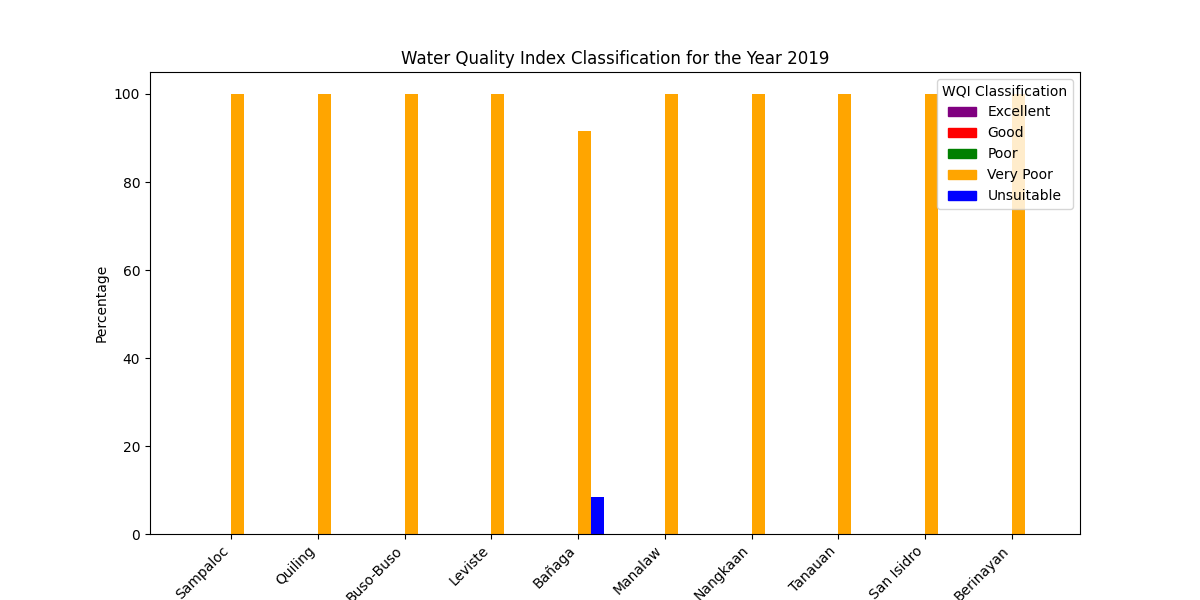 Water Quality Index Classification for the Year 2019
WQI Classification
Excellent
Good
Poor
Very Poor
Unsuitable
Percentage
100
80
60
40
20
0
Sampaloc
Quiling
Buso-Buso
Leviste
Bañaga
Manalaw
Nangkaan
Tanauan
San Isidro
Berinayan